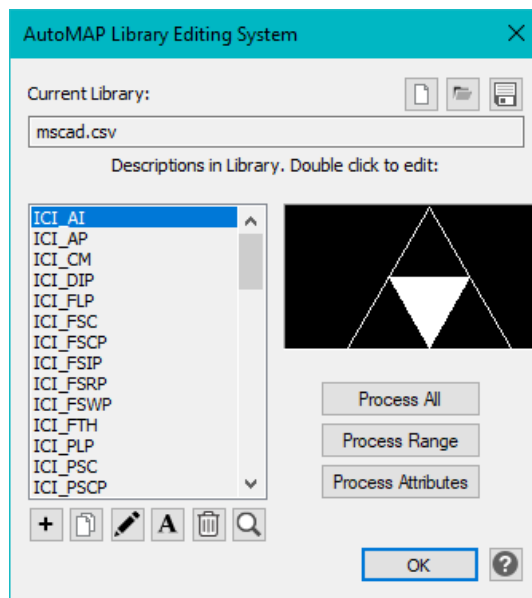 AutoMAP Library Editing System
Current Library:
mscad.csv
Descriptions in Library. Double click to edit:
ICI_AI
ICI_AP
ICI_CM
ICI_DIP
ICI_FLP
ICI_FSC
ICI_FSCP
ICI_FSIP
ICI_FSRP
ICI_FSWP
ICI_FTH
ICI_PLP
ICI_PSC
ICI_PSCP
Process All
Process Range
Process Attributes
A
OK